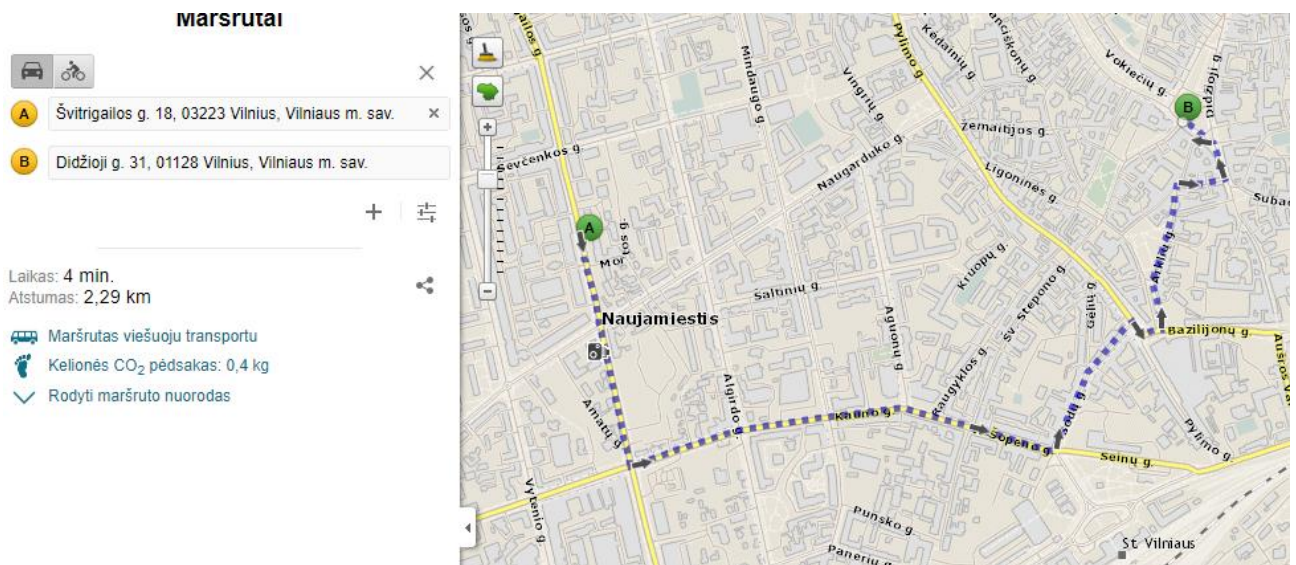 Maršrutai
A
Švitrigailos g. 18, 03223 Vilnius, Vilniaus m. sav.
B
Didžioji g. 31, 01128 Vilnius, Vilniaus m. sav.
Laikas: 4 min.
Atstumas: 2,29 km
Maršrutas viešuoju transportu
Kelionės CO₂ pėdsakas: 0,4 kg
Rodyti maršruto nuorodas
Pylimo g.
Kėdainių g.
Vokiečių g.
Didžioji g.
B
Mindaugo g.
Vingrių g.
Žemaitijos g.
Ševčenkos g.
Naugarduko g.
Ligoninės g.
A
Arklių g.
Kruopų g.
Šaltinių g.
Šv. Stepono g.
Gėlių g.
Naujamiestis
Bazilijonų g.
Aguonų g.
Raugyklos g.
Algirdo g.
Amatų g.
Kauno g.
Šopeno g.
Sodų g.
Seinų g.
Pylimo g.
Vytenio g.
Punsko g.
Panerių g.
St. Vilniaus